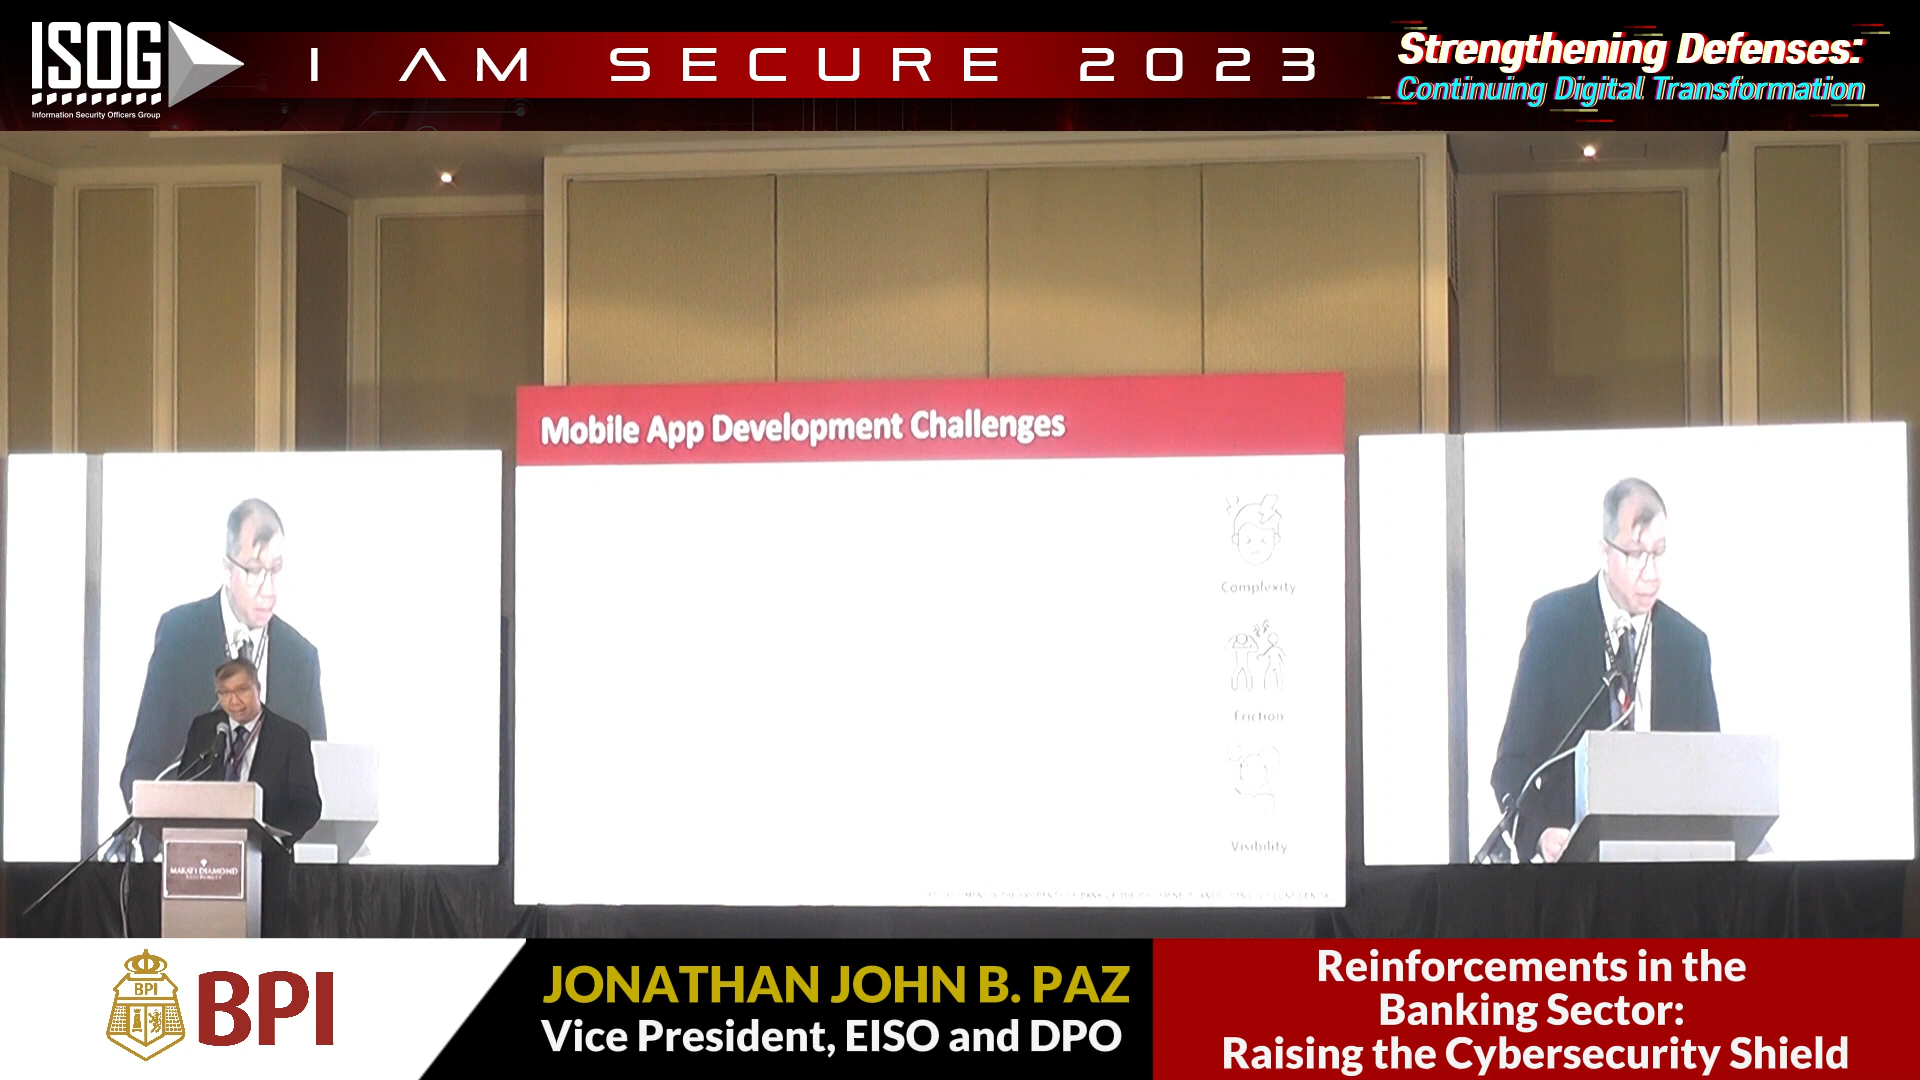 ISOG
Information Security Officers Group
I AM SECURE 2023
Strengthening Defenses:
Continuing Digital Transformation
Mobile App Development Challenges
Complexity
Friction
Visibility
MAKATI DIAMOND
BPI
BPI
JONATHAN JOHN B. PAZ
Vice President, EISO and DPO
Reinforcements in the
Banking Sector:
Raising the Cybersecurity Shield